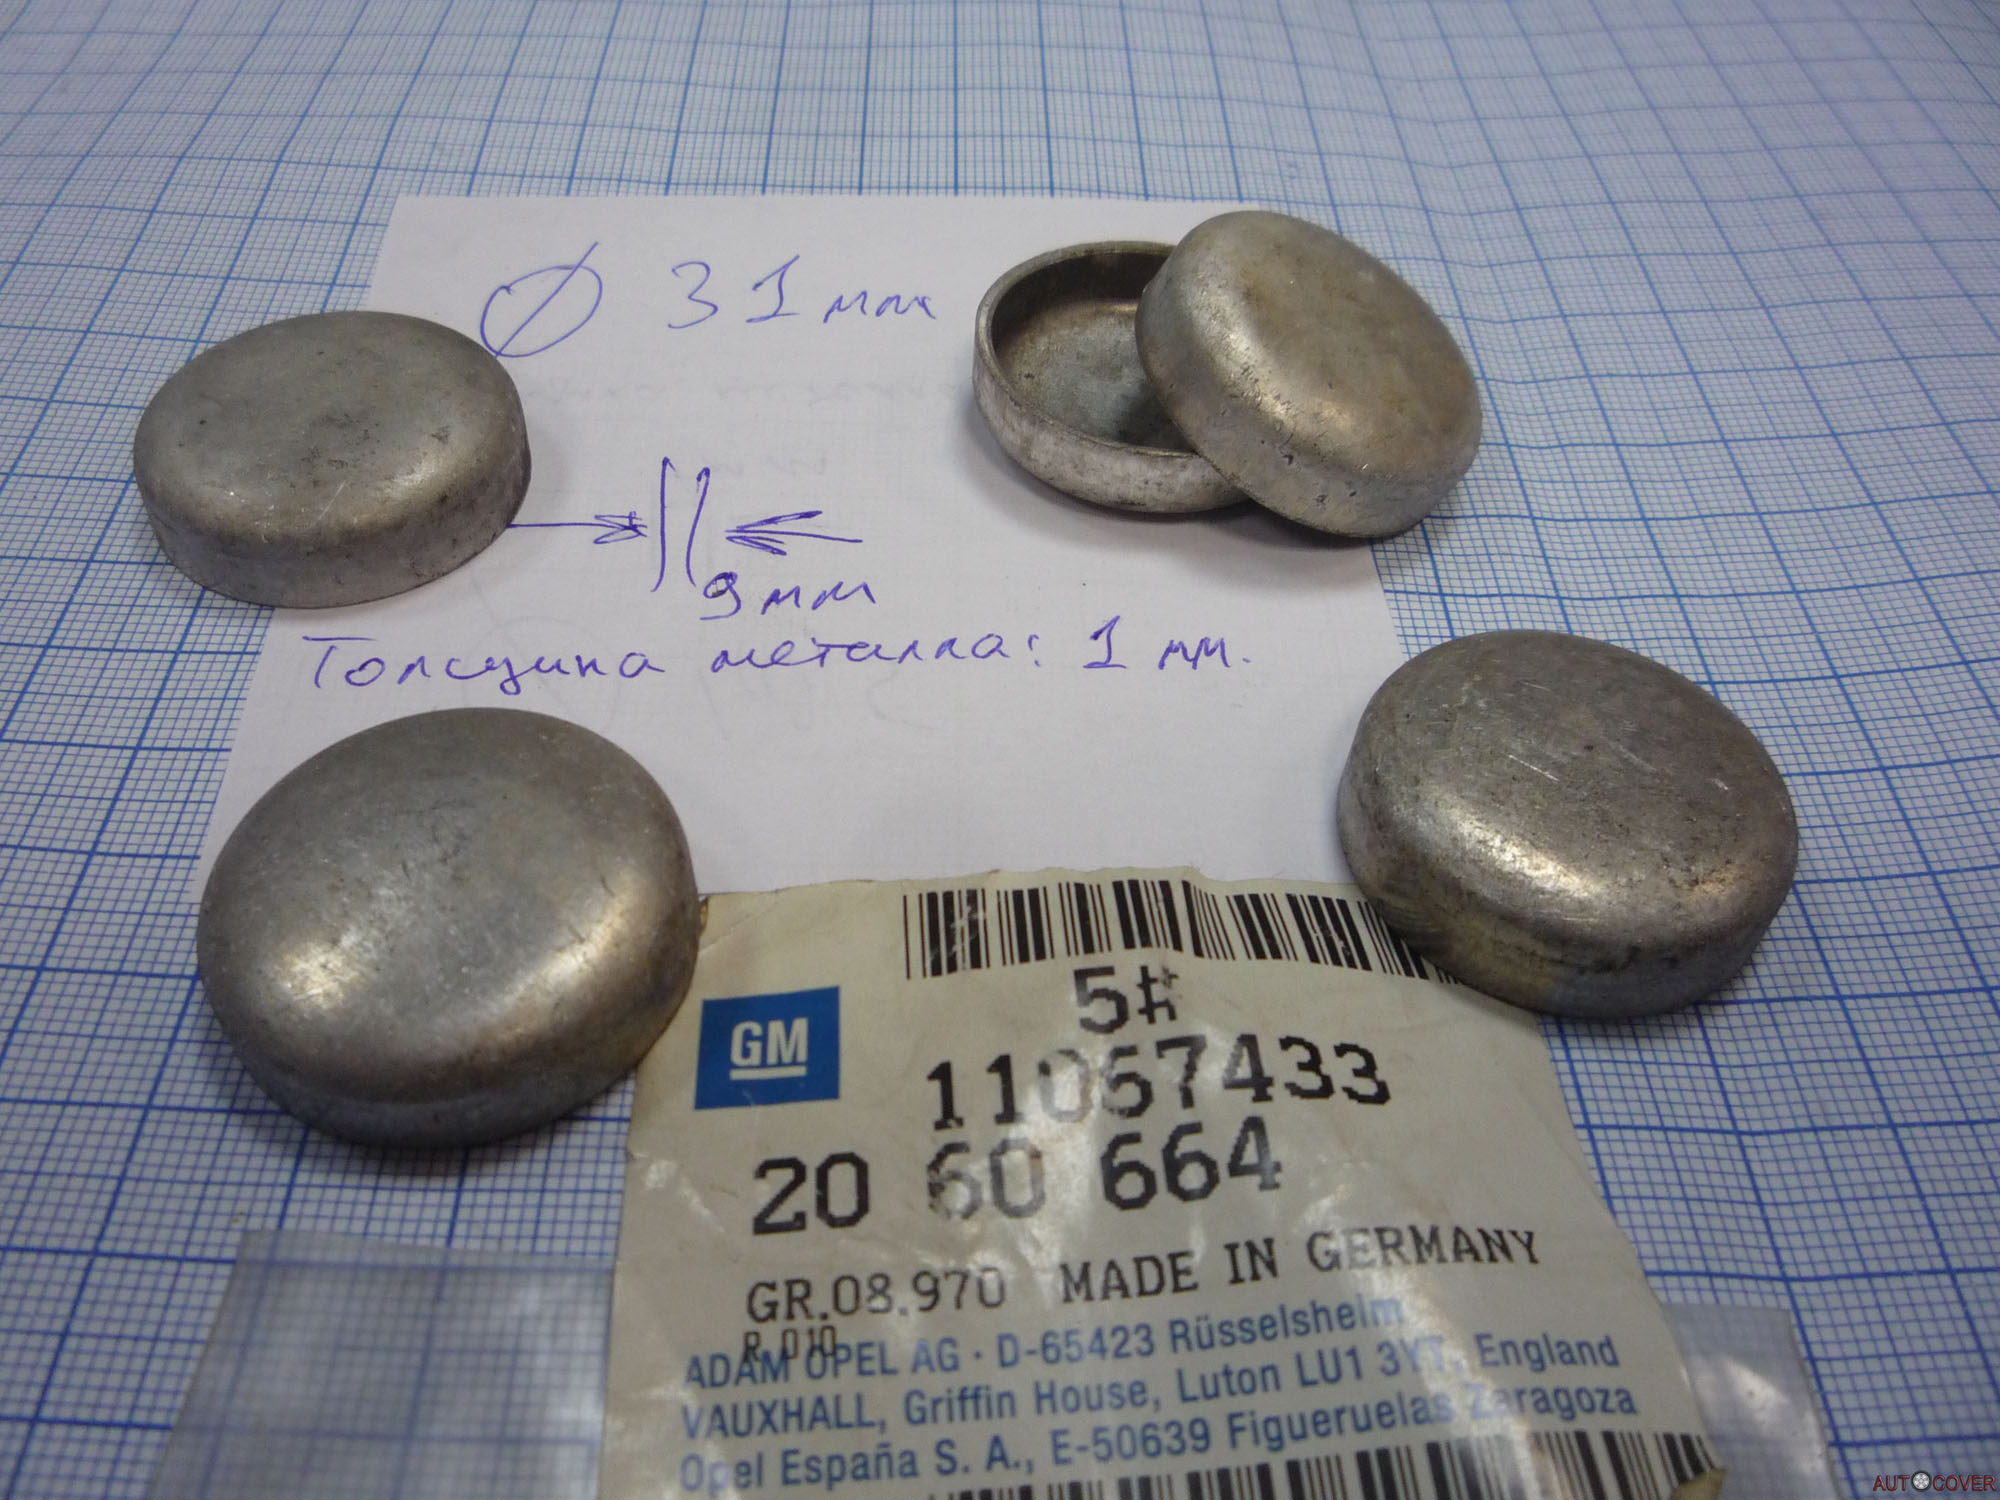 Ø 31 мм
9 мм
Толщина металла: 1 мм.
5#
11067433
20 60 664
GM
GR.08.970 MADE IN GERMANY
R 010
ADAM OPEL AG · D-65423 Rüsselsheim
VAUXHALL, Griffin House, Luton LU1 3YT, England
Opel España S. A., E-50639 Figueruelas Zaragoza
AUTOCOVER